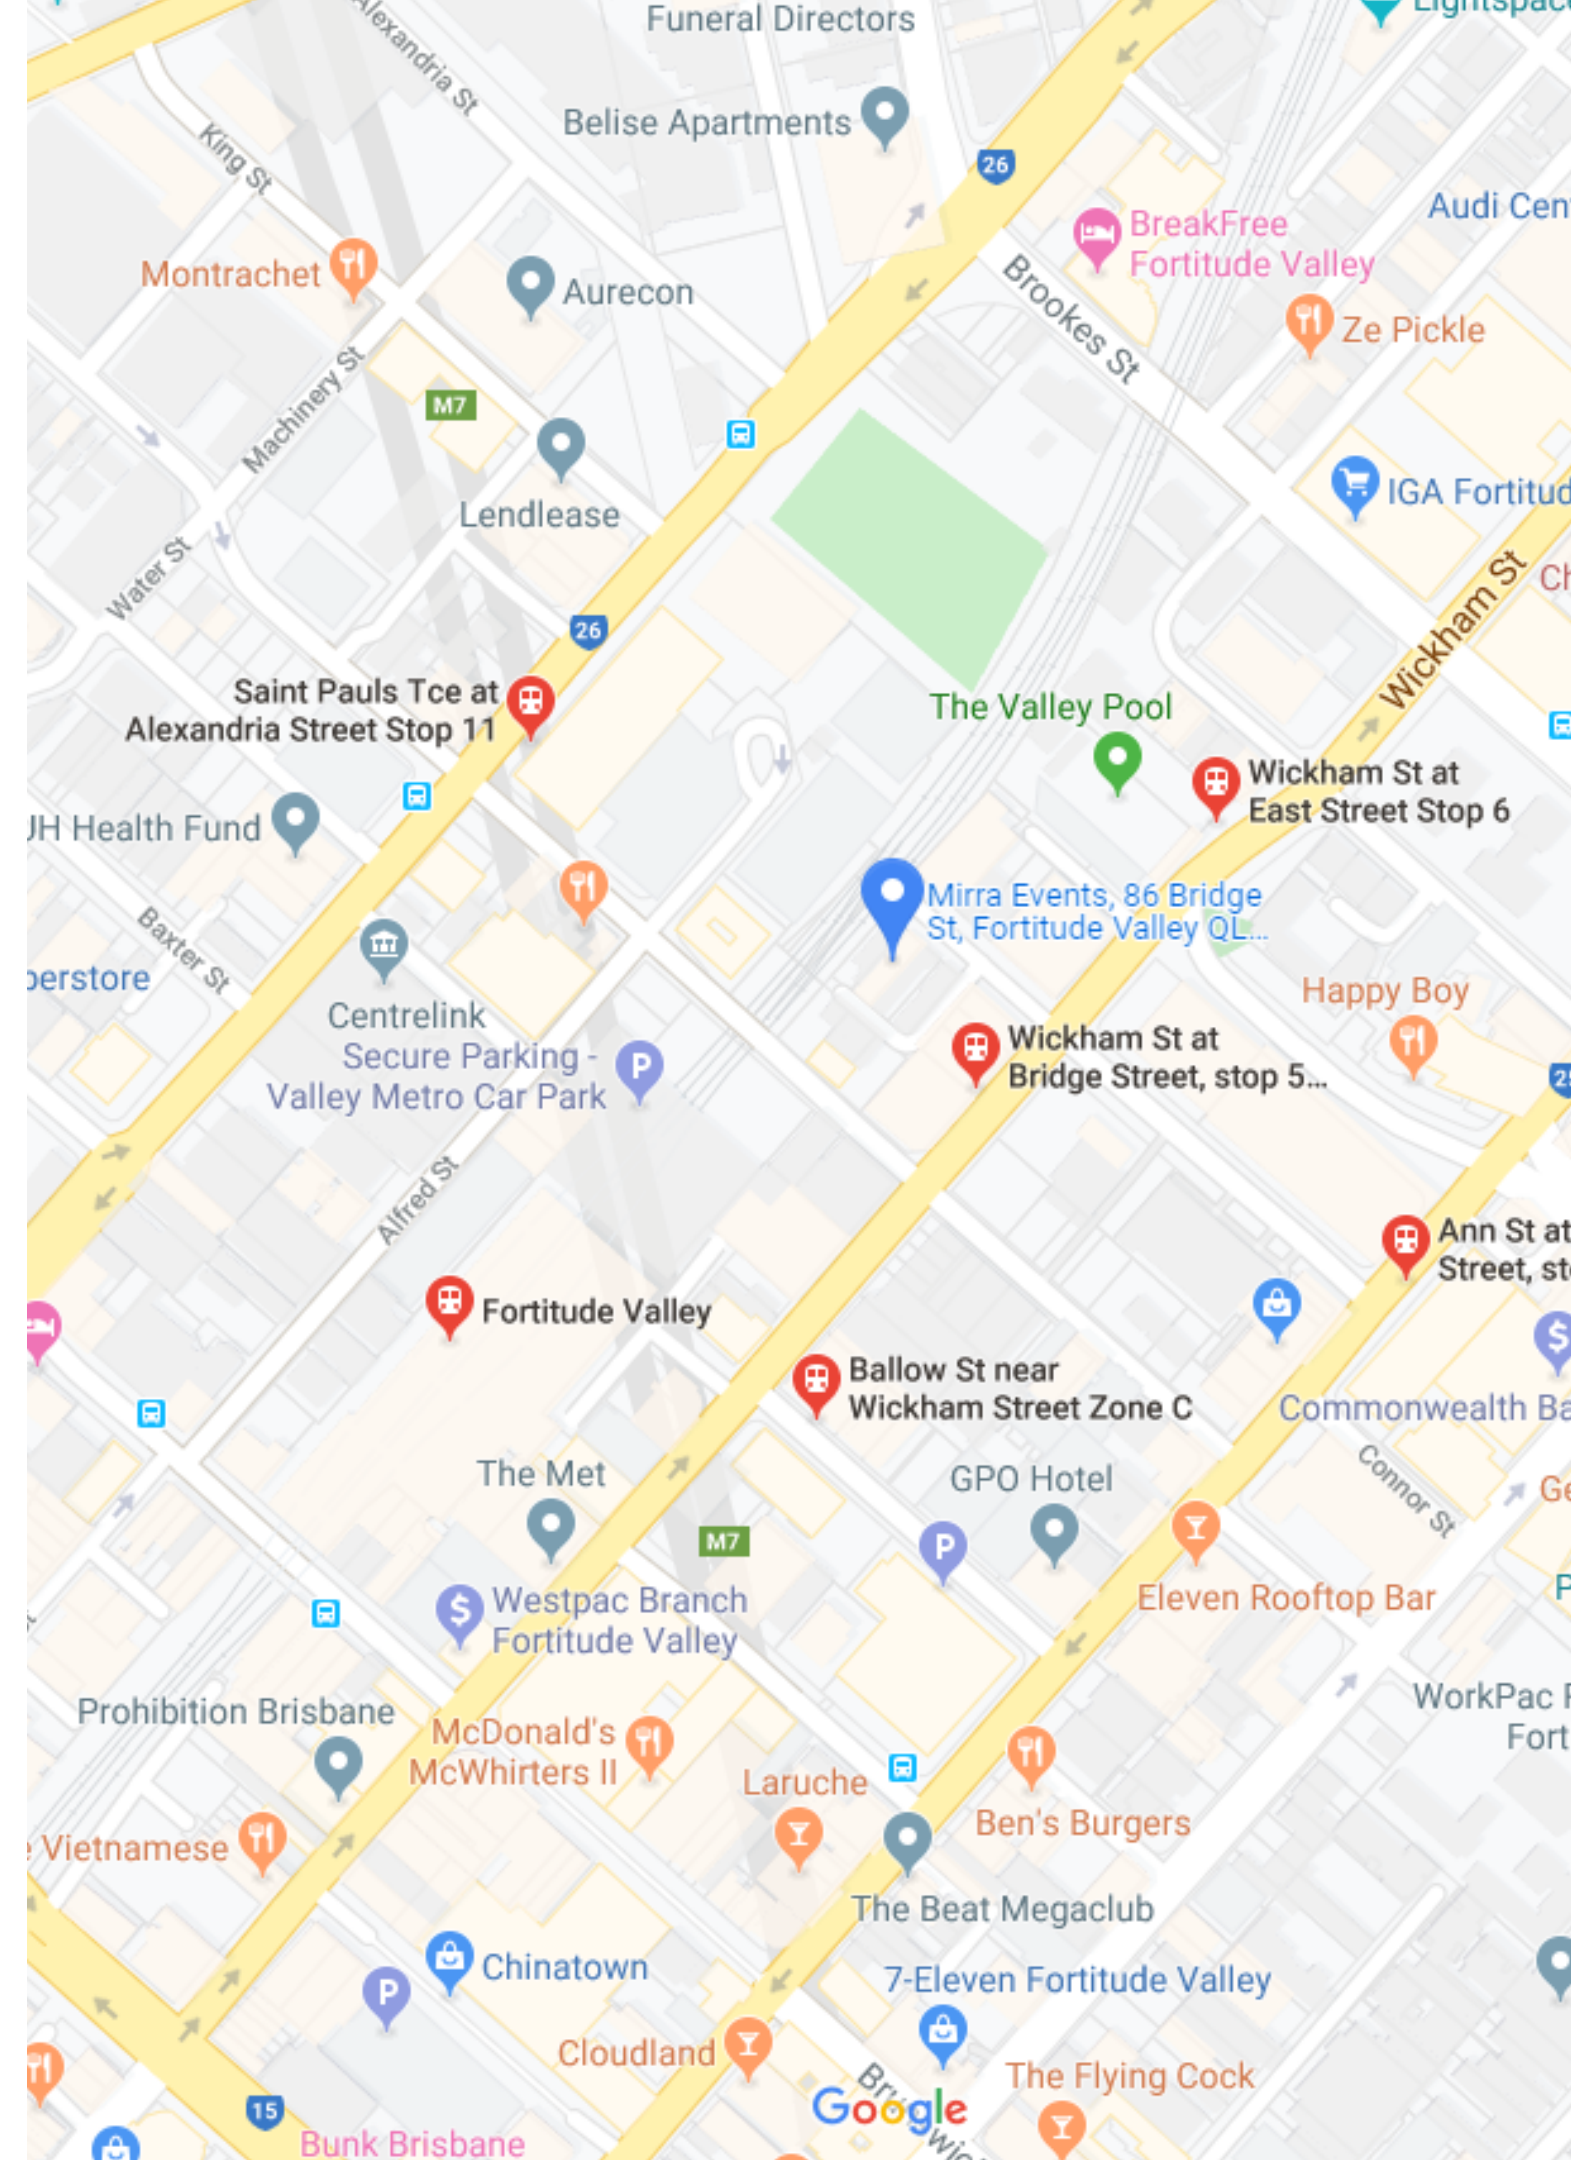 Lightspace
Funeral Directors
Alexandria St
Belise Apartments
King St
26
Audi Cen
BreakFree
Fortitude Valley
Montrachet
Aurecon
Brookes St
Ze Pickle
Machinery St
M7
Lendlease
IGA Fortitud
Water St
Wickham St
Ch
26
Saint Pauls Tce at
Alexandria Street Stop 11
The Valley Pool
Wickham St at
East Street Stop 6
UH Health Fund
Mirra Events, 86 Bridge
St, Fortitude Valley QL...
Baxter St
perstore
Happy Boy
Centrelink
Secure Parking -
Valley Metro Car Park
P
Wickham St at
Bridge Street, stop 5...
25
Alfred St
Ann St at
Street, sto
Fortitude Valley
$
Ballow St near
Wickham Street Zone C
Commonwealth Ba
The Met
GPO Hotel
Connor St
Ge
M7
P
$
Westpac Branch
Fortitude Valley
Eleven Rooftop Bar
P
Prohibition Brisbane
WorkPac F
Fort
McDonald's
McWhirters II
Laruche
Ben's Burgers
e Vietnamese
The Beat Megaclub
Chinatown
P
7-Eleven Fortitude Valley
Cloudland
The Flying Cock
Google
15
Bunk Brisbane